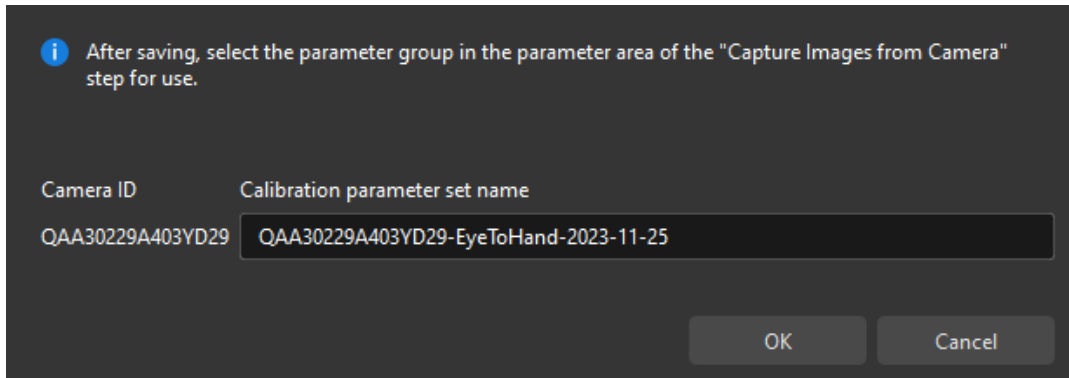 After saving, select the parameter group in the parameter area of the "Capture Images from Camera"
step for use.
Camera ID Calibration parameter set name
QAA30229A403YD29 QAA30229A403YD29-EyeToHand-2023-11-25
OK Cancel